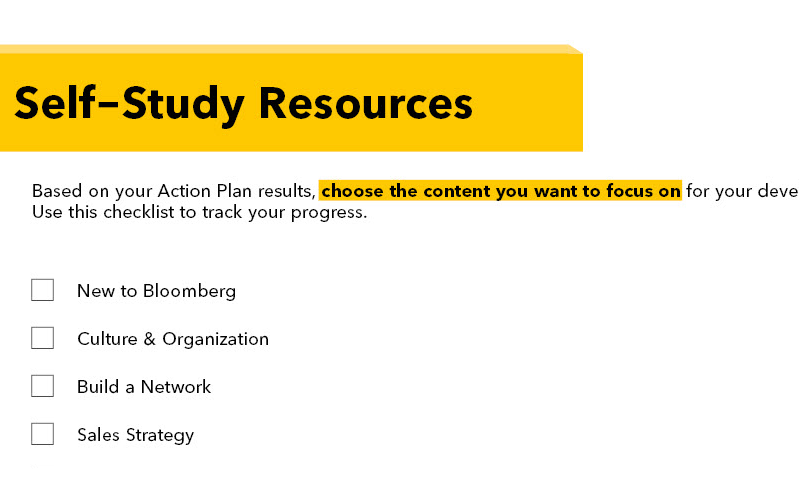 Self–Study Resources
Based on your Action Plan results, choose the content you want to focus on for your
Use this checklist to track your progress.
New to Bloomberg
Culture & Organization
Build a Network
Sales Strategy